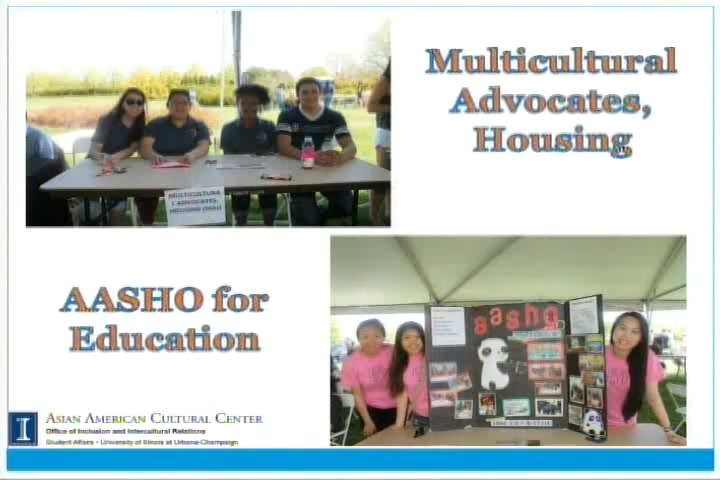 Multicultural
Advocates,
Housing
MULTICULTURA
L ADVOCATES,
AASHO for
Education
aasho
I
ASIAN AMERICAN CULTURAL CENTER
Office of Inclusion and Intercultural Relations
Student Affairs • University of Illinois at Urbana-Champaign